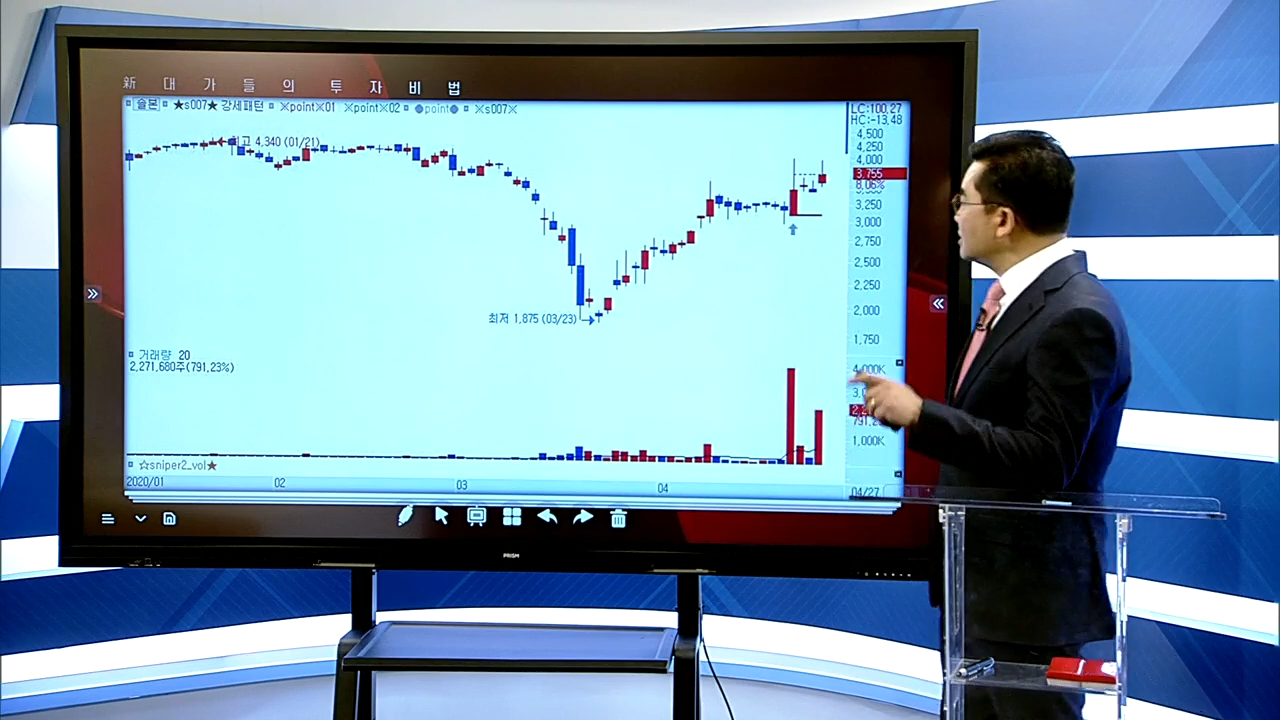 新 대 가 들 의 투 자 비 법
솔본 ★s007★ 강세패턴 ※point※01 ※point※02 ●point● ※s007※
LC:100.27
HC:-13.48
최고 4,340 (01/21)
4,500
4,250
4,000
3,755
8.06%
3,250
3,000
2,750
2,500
2,250
2,000
1,750
최저 1,875 (03/23)
거래량 20
2,271,680주(791.23%)
4,000K
1,000K
☆sniper2_vol★
2020/01 02 03 04 04/27
PRISM